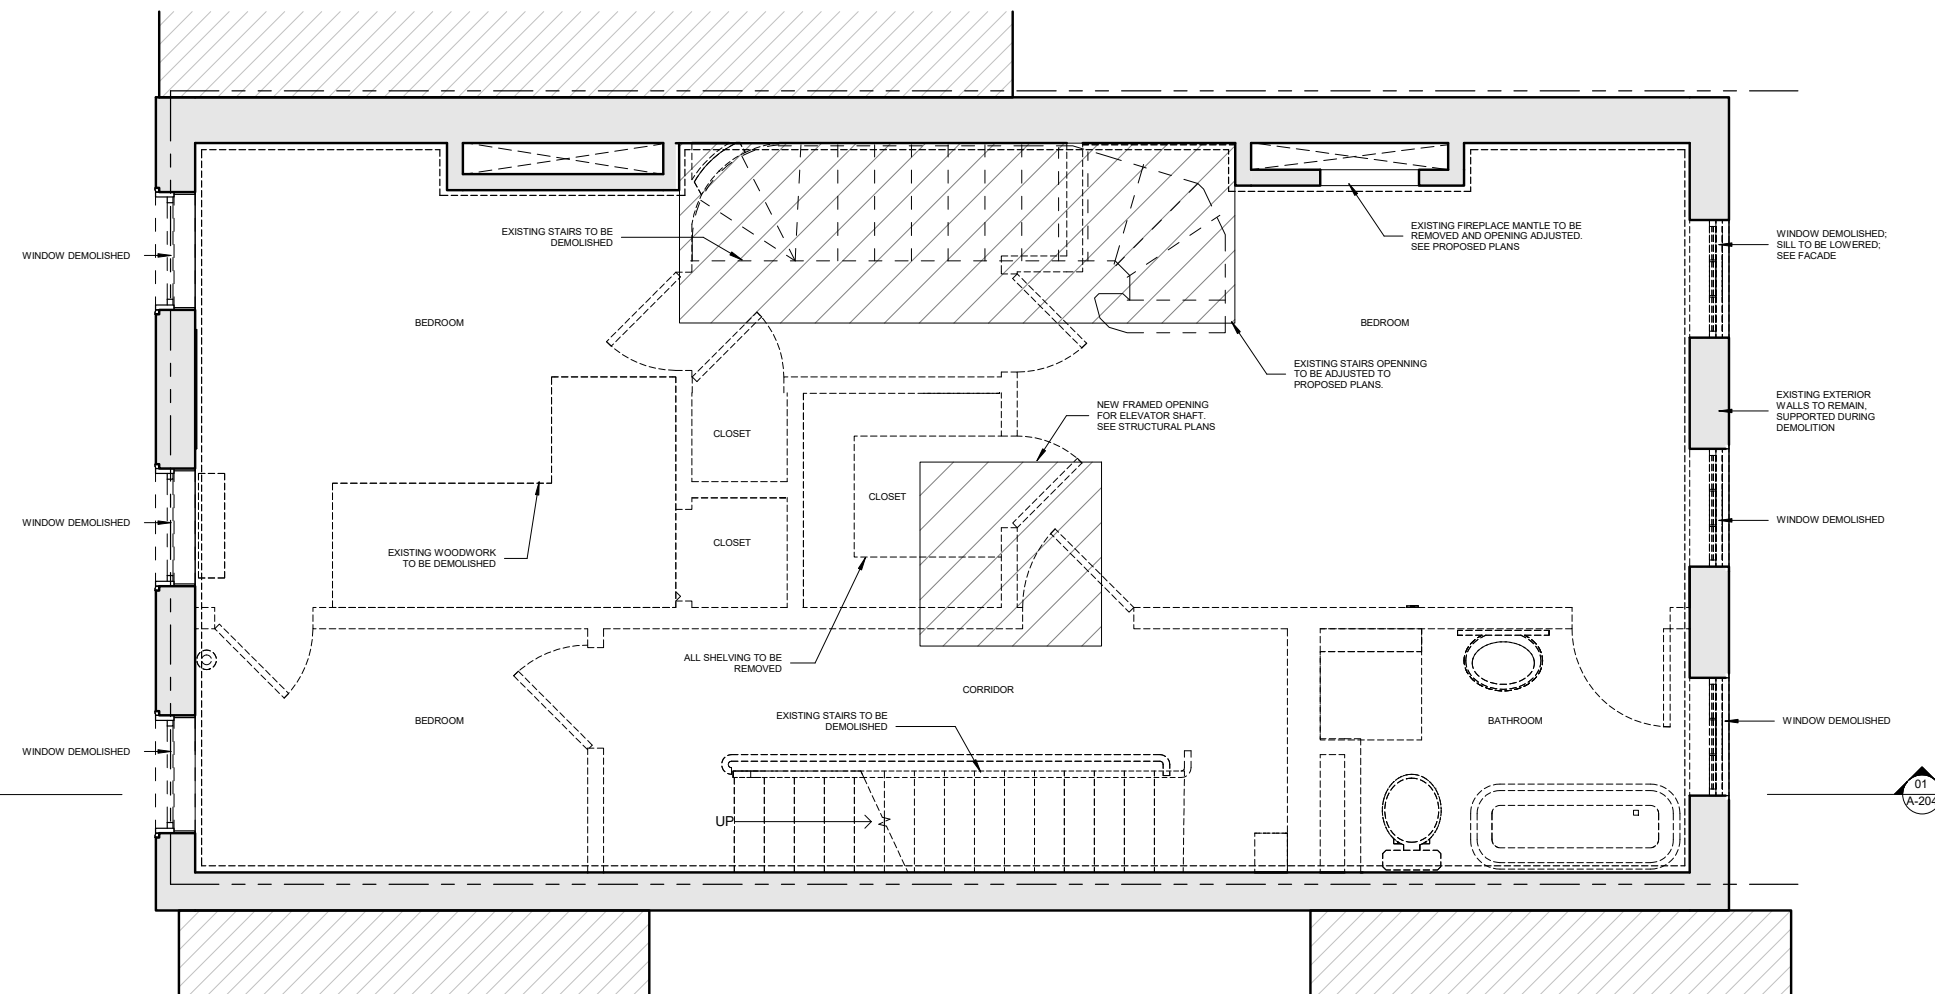 EXISTING STAIRS TO BE
DEMOLISHED
EXISTING FIREPLACE MANTLE TO BE
REMOVED AND OPENING ADJUSTED.
SEE PROPOSED PLANS
WINDOW DEMOLISHED;
SILL TO BE LOWERED;
SEE FACADE
WINDOW DEMOLISHED
BEDROOM
BEDROOM
EXISTING STAIRS OPENNING
TO BE ADJUSTED TO
PROPOSED PLANS.
EXISTING EXTERIOR
WALLS TO REMAIN,
SUPPORTED DURING
DEMOLITION
NEW FRAMED OPENING
FOR ELEVATOR SHAFT.
SEE STRUCTURAL PLANS
CLOSET
CLOSET
WINDOW DEMOLISHED
WINDOW DEMOLISHED
CLOSET
EXISTING WOODWORK
TO BE DEMOLISHED
ALL SHELVING TO BE
REMOVED
CORRIDOR
BEDROOM
EXISTING STAIRS TO BE
DEMOLISHED
BATHROOM
WINDOW DEMOLISHED
WINDOW DEMOLISHED
UP
01
A-204